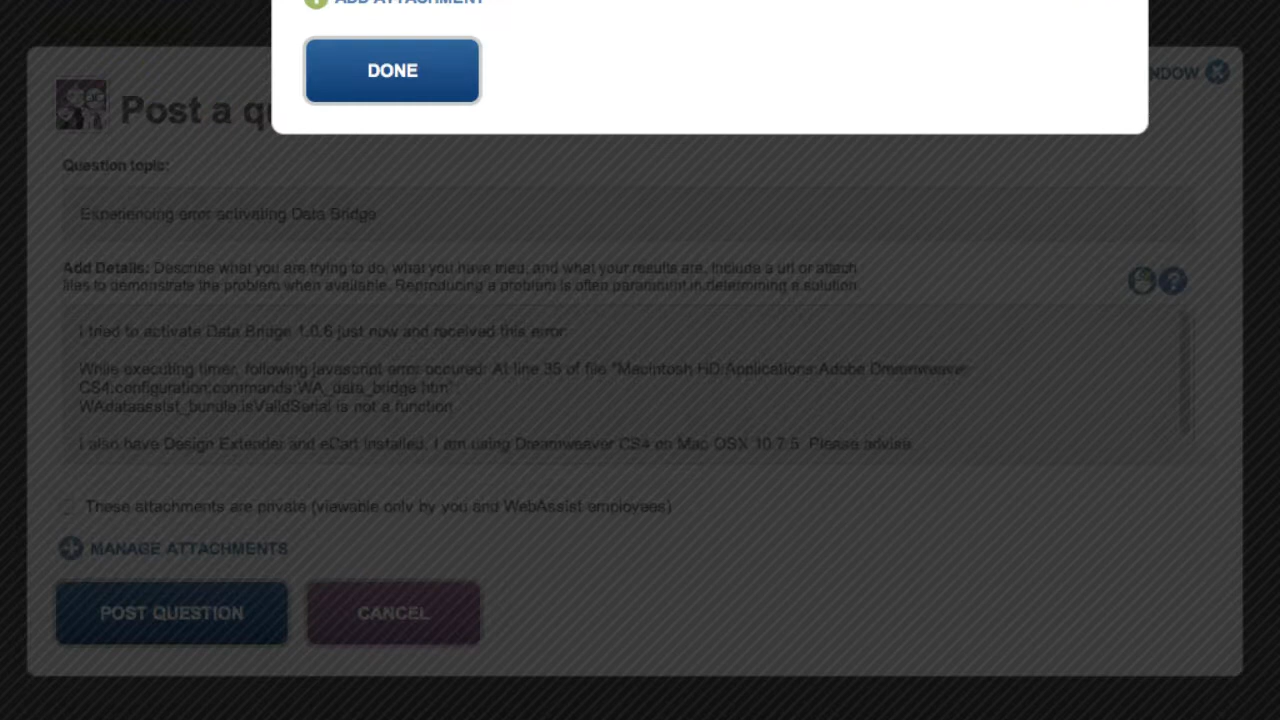 ADD ATTACHMENT
DONE
NDOW
Post a q
Question topic:
Experiencing error activating Data Bridge
Add Details: Describe what you are trying to do, what you have tried, and what your results are. Include a url or attach
files to demonstrate the problem when available. Reproducing a problem is often paramount in determining a solution.
I tried to activate Data Bridge 1.0.6 just now and received this error:
While executing timer, following javascript error occured: At line 35 of file "Macintosh HD:Applications:Adobe Dreamweaver
CS4:configuration:commands:WA_data_bridge.htm":
WAdataassist_bundle.isValidSerial is not a function
I also have Design Extender and eCart installed. I am using Dreamweaver CS4 on Mac OSX 10.7.5. Please advise.
These attachments are private (viewable only by you and WebAssist employees)
MANAGE ATTACHMENTS
POST QUESTION
CANCEL